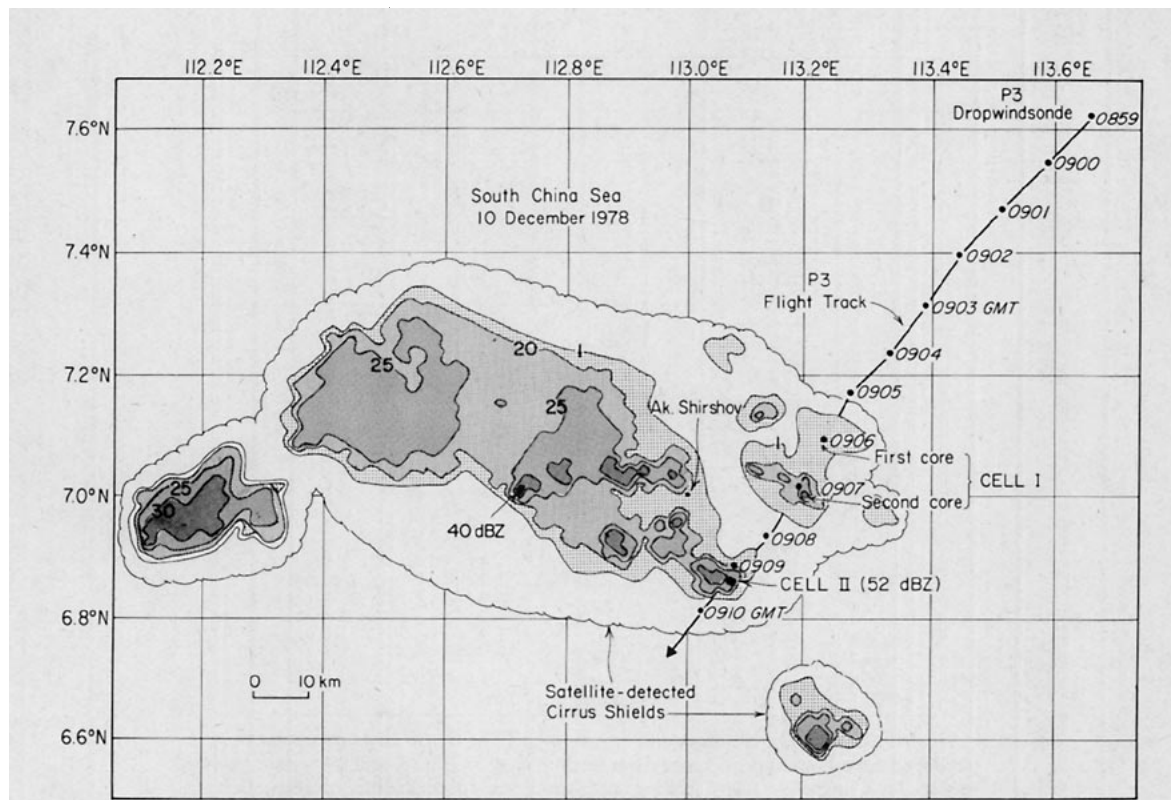 112.2°E 112.4°E 112.6°E 112.8°E 113.0°E 113.2°E 113.4°E 113.6°E
P3
Dropwindsonde
0859
7.6°N
0900
South China Sea
10 December 1978
0901
7.4°N
0902
P3
Flight Track
0903 GMT
20
1
25
0904
7.2°N
0905
25
Ak. Shirshov
1
0906
First core
CELL I
25
7.0°N
0907
Second core
30
40 dBZ
0908
0909
CELL II (52 dBZ)
6.8°N
0910 GMT
0 10 km
Satellite-detected
Cirrus Shields
6.6°N